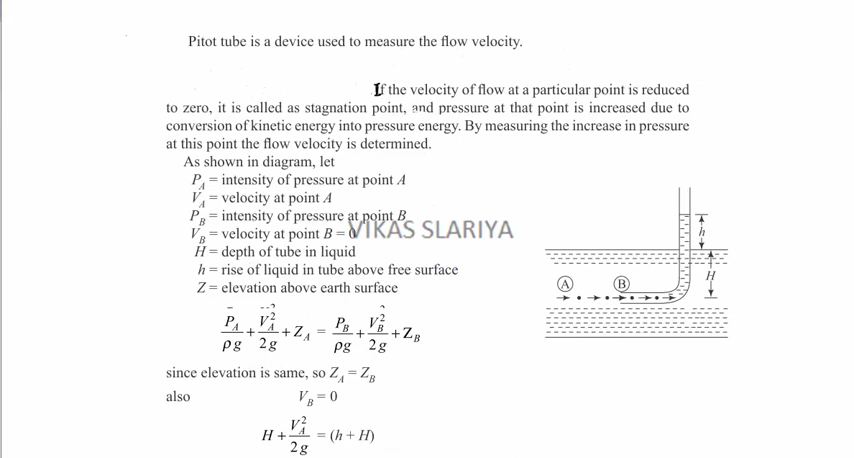 Pitot tube is a device used to measure the flow velocity.
If the velocity of flow at a particular point is reduced
to zero, it is called as stagnation point, and pressure at that point is increased due to
conversion of kinetic energy into pressure energy. By measuring the increase in pressure
at this point the flow velocity is determined.
As shown in diagram, let
P_A = intensity of pressure at point A
V_A = velocity at point A
P_B = intensity of pressure at point B
V_B = velocity at point B = 0
VIKAS SLARIYA
H = depth of tube in liquid
h = rise of liquid in tube above free surface
Z = elevation above earth surface
h
H
A B
P_A/ρg + V_A²/2g + Z_A = P_B/ρg + V_B²/2g + Z_B
since elevation is same, so Z_A = Z_B
also V_B = 0
H + V_A²/2g = (h + H)